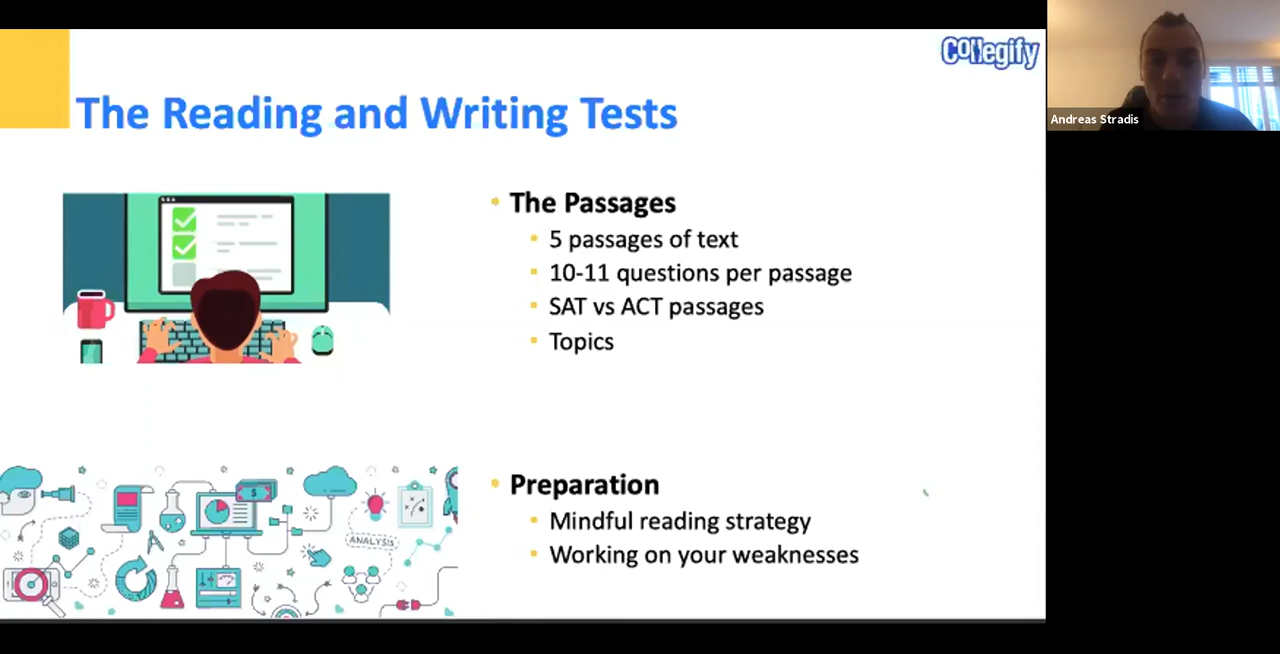 Collegify
Andreas Stradis
The Reading and Writing Tests
The Passages
5 passages of text
10-11 questions per passage
SAT vs ACT passages
Topics
Preparation
Mindful reading strategy
Working on your weaknesses
$
ANALYSIS